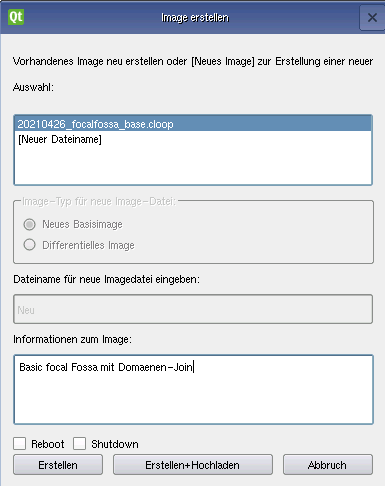 Qt Image erstellen
Vorhandenes Image neu erstellen oder [Neues Image] zur Erstellung einer neuer
Auswahl:
20210426_focalfossa_base.cloop
[Neuer Dateiname]
Image-Typ für neue Image-Datei:
Neues Basisimage
Differentielles Image
Dateiname für neue Imagedatei eingeben:
Neu
Informationen zum Image:
Basic focal Fossa mit Domaenen-Join
Reboot Shutdown
Erstellen Erstellen+Hochladen Abbruch